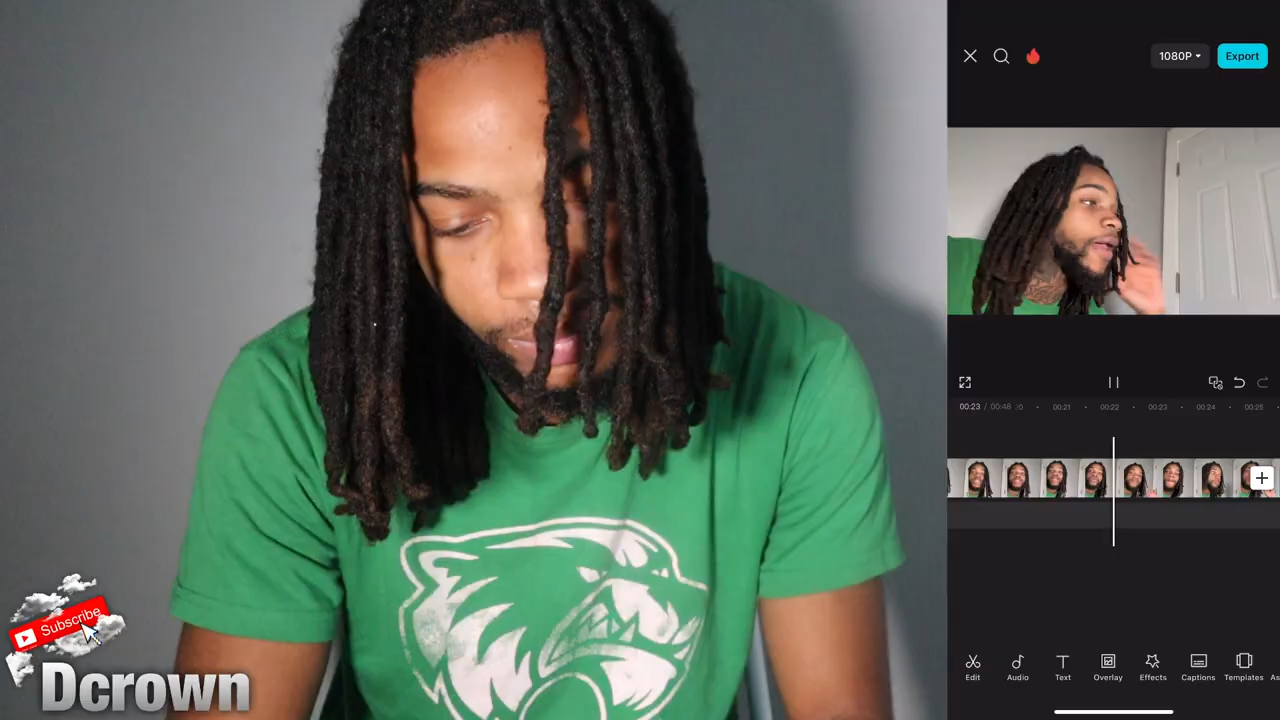 1080P
Export
00:23 / 00:48
00:21
00:22
00:23
00:24
00:25
Subscribe
Dcrown
Edit
Audio
Text
Overlay
Effects
Captions
Templates